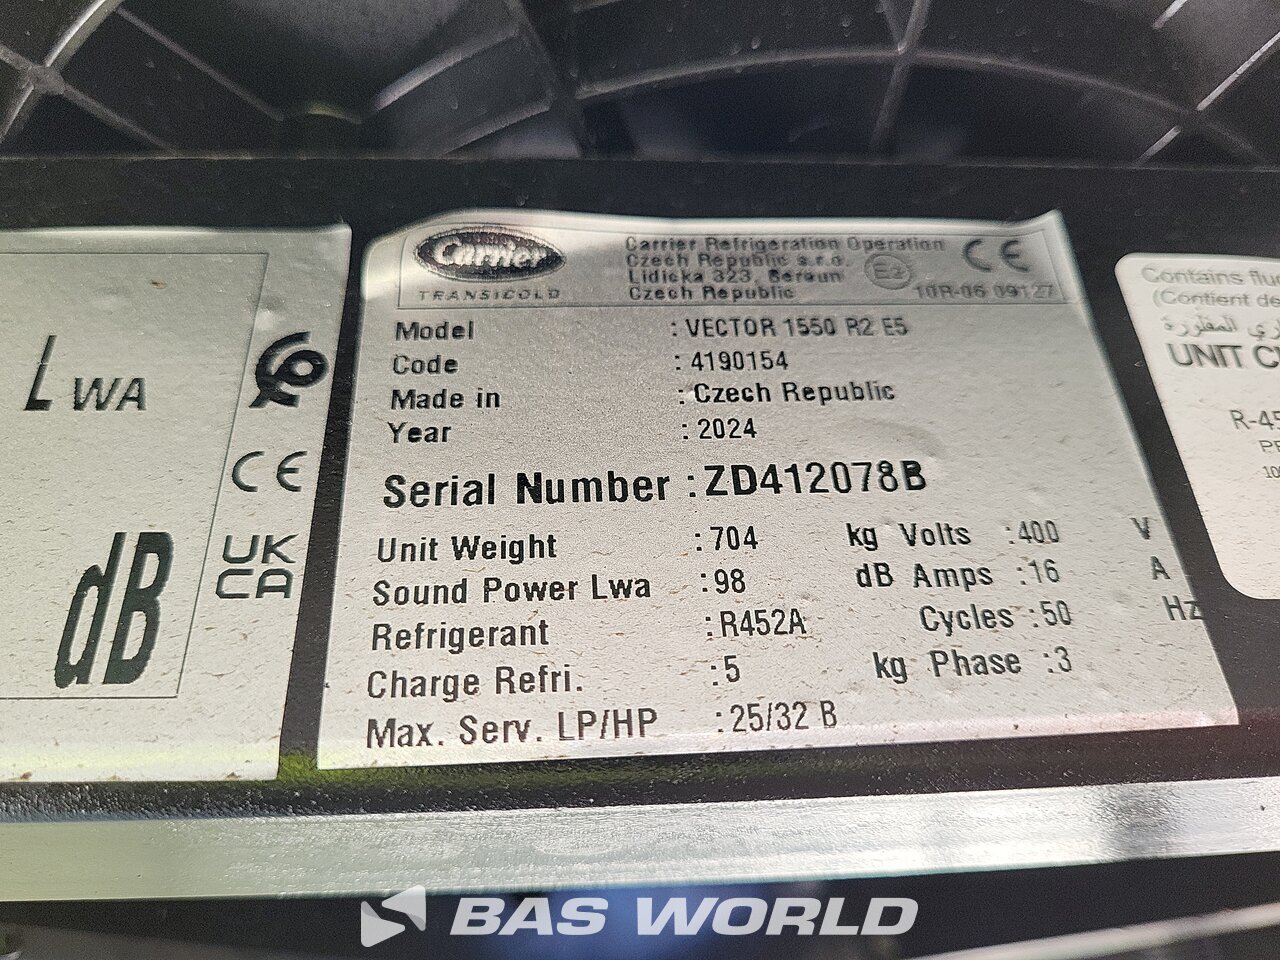 LWA
CE
UK
CA
dB
Carrier
TRANSICOLD
Carrier Refrigeration Operation
Czech Republic s.r.o.
Lidicka 323, Beroun
Czech Republic
E2
CE
10R-06 09127
Model : VECTOR 1550 R2 E5
Code : 4190154
Made in : Czech Republic
Year : 2024
Serial Number : ZD412078B
Unit Weight : 704 kg Volts : 400 V
Sound Power Lwa : 98 dB Amps : 16 A
Refrigerant : R452A Cycles : 50 Hz
Charge Refri. : 5 kg Phase : 3
Max. Serv. LP/HP : 25/32 B
Contains
(Contient de
UNIT
BAS WORLD